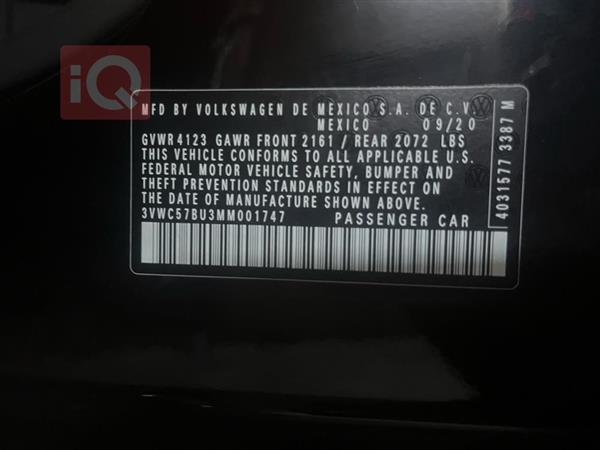 iQ
MFD BY VOLKSWAGEN DE MEXICO S.A. DE C.V.
MEXICO 09/20
GVWR 4123 GAWR FRONT 2161 / REAR 2072 LBS
THIS VEHICLE CONFORMS TO ALL APPLICABLE U.S.
FEDERAL MOTOR VEHICLE SAFETY, BUMPER AND
THEFT PREVENTION STANDARDS IN EFFECT ON
THE DATE OF MANUFACTURE SHOWN ABOVE.
3VWC57BU3MM001747 PASSENGER CAR
4031577 3387 M